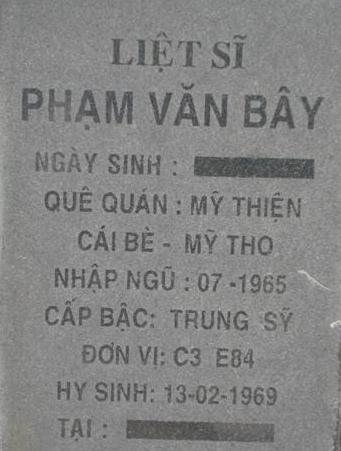 LIỆT SĨ
PHẠM VĂN BÂY
NGÀY SINH :
QUÊ QUÁN : MỸ THIỆN
CÁI BÈ - MỸ THO
NHẬP NGŨ : 07 -1965
CẤP BẬC: TRUNG SỸ
ĐƠN VỊ: C3 E84
HY SINH: 13-02-1969
TẠI :